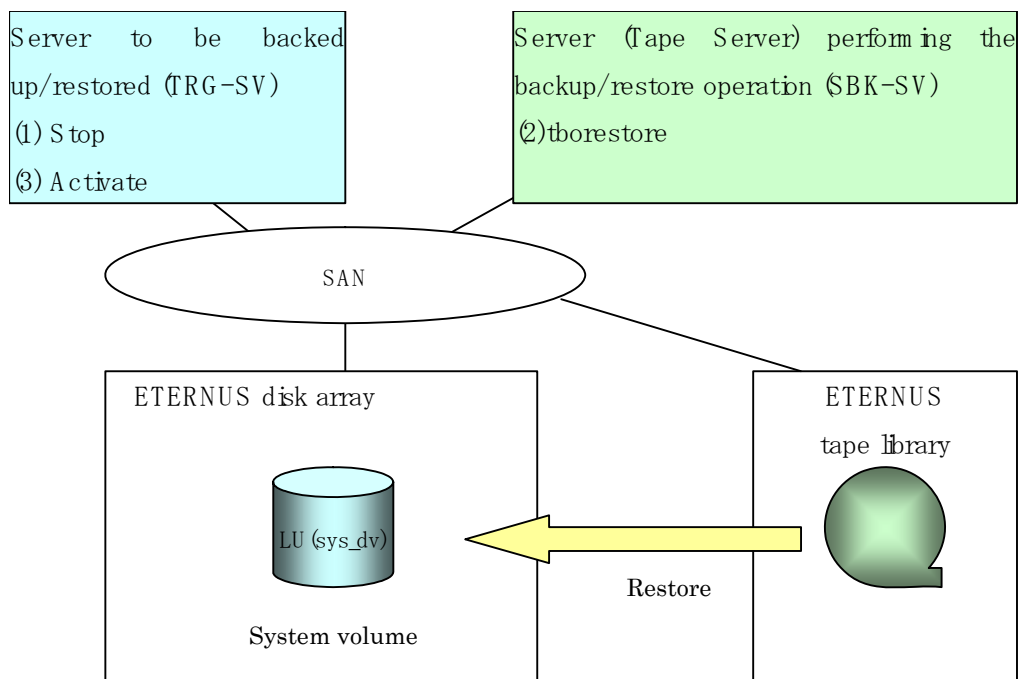 Server to be backed
up/restored (TRG-SV)
(1) Stop
(3) Activate
Server (Tape Server) performing the
backup/restore operation (SBK-SV)
(2)tborestore
SAN
ETERNUS disk array
ETERNUS
tape library
LU (sys_dv)
Restore
System volume